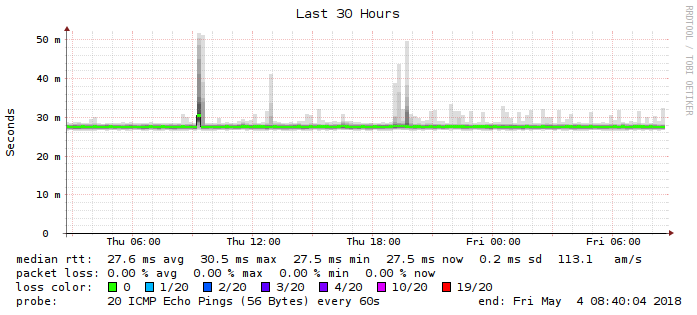 Last 30 Hours
RRDTOOL / TOBI OETIKER
Seconds
50 m
40 m
30 m
20 m
10 m
0
Thu 06:00 Thu 12:00 Thu 18:00 Fri 00:00 Fri 06:00
median rtt: 27.6 ms avg 30.5 ms max 27.5 ms min 27.5 ms now 0.2 ms sd 113.1 am/s
packet loss: 0.00 % avg 0.00 % max 0.00 % min 0.00 % now
loss color: 0 1/20 2/20 3/20 4/20 10/20 19/20
probe: 20 ICMP Echo Pings (56 Bytes) every 60s end: Fri May 4 08:40:04 2018